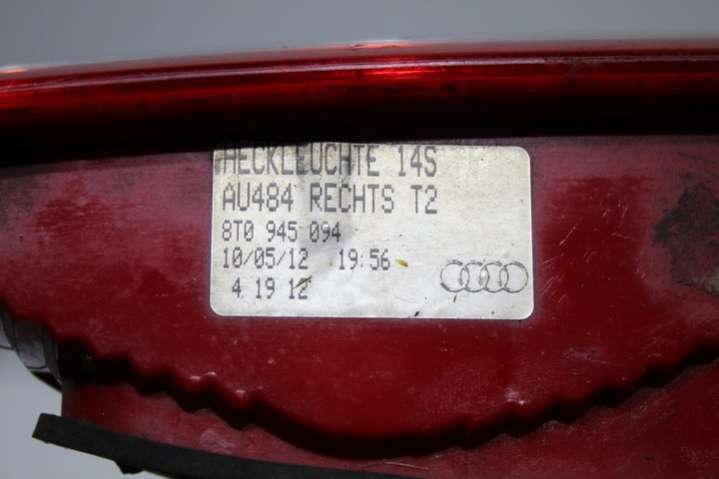 HECKLEUCHTE 14S
AU484 RECHTS T2
8T0 945 094
10/05/12 19:56
4 19 12